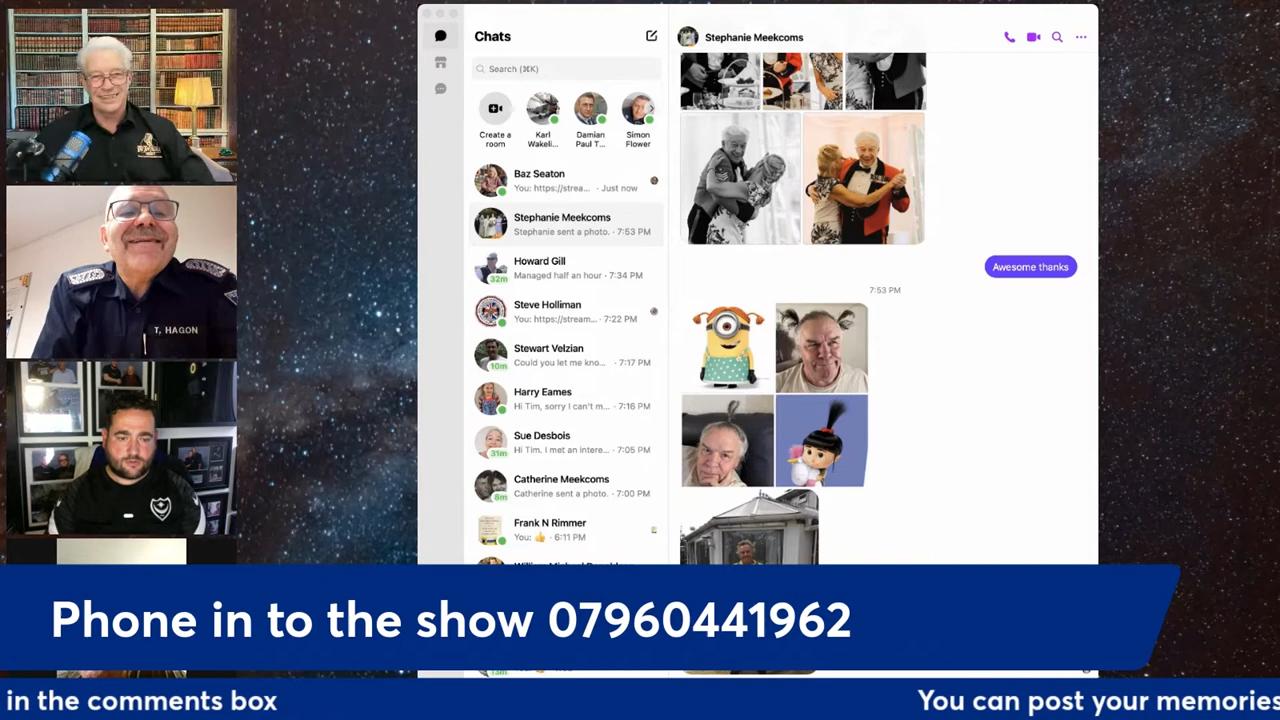 T. HAGON
Chats
Search (⌘K)
Create a
room
Karl
Wakeli...
Damian
Paul T...
Simon
Flower
Baz Seaton
You: https://strea... · Just now
Stephanie Meekcoms
Stephanie sent a photo. · 7:53 PM
Howard Gill
32m
Managed half an hour · 7:34 PM
Steve Holliman
You: https://stream... · 7:22 PM
Stewart Velzian
10m
Could you let me kno... · 7:17 PM
Harry Eames
Hi Tim, sorry I can't m... · 7:16 PM
Sue Desbois
31m
Hi Tim. I met an intere... · 7:05 PM
Catherine Meekcoms
8m
Catherine sent a photo. · 7:00 PM
Frank N Rimmer
You: 👍 · 6:11 PM
Stephanie Meekcoms
Awesome thanks
7:53 PM
Phone in to the show 07960441962
13m
in the comments box
You can post your memories